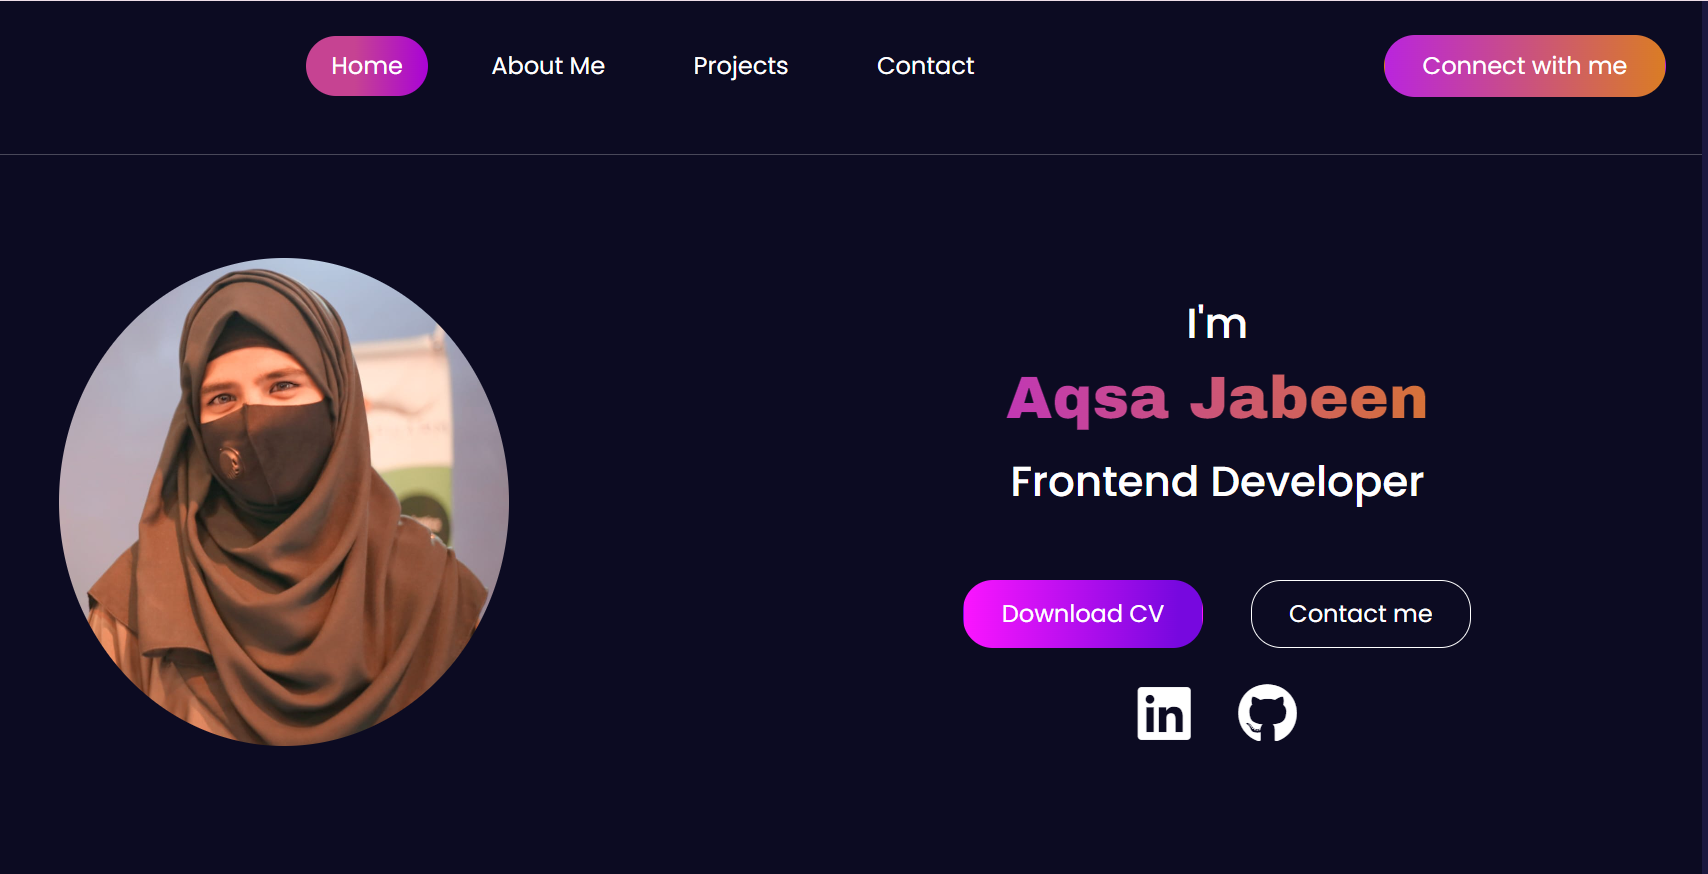 Home About Me Projects Contact Connect with me
I'm
Aqsa Jabeen
Frontend Developer
Download CV Contact me
in